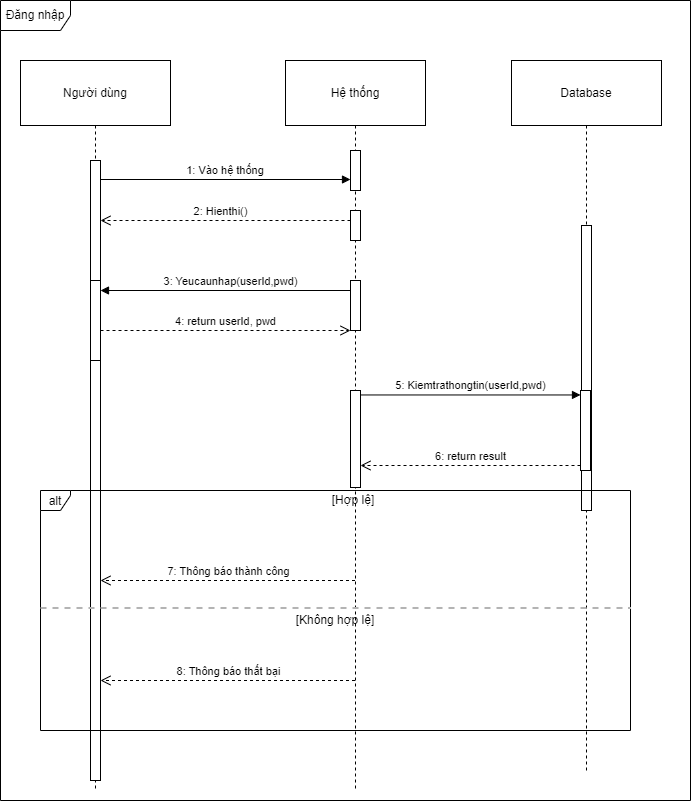 Đăng nhập
Người dùng
Hệ thống
Database
1: Vào hệ thống
2: Hienthi()
3: Yeucaunhap(userId,pwd)
4: return userId, pwd
5: Kiemtrathongtin(userId,pwd)
6: return result
alt
[Hợp lệ]
7: Thông báo thành công
[Không hợp lệ]
8: Thông báo thất bại